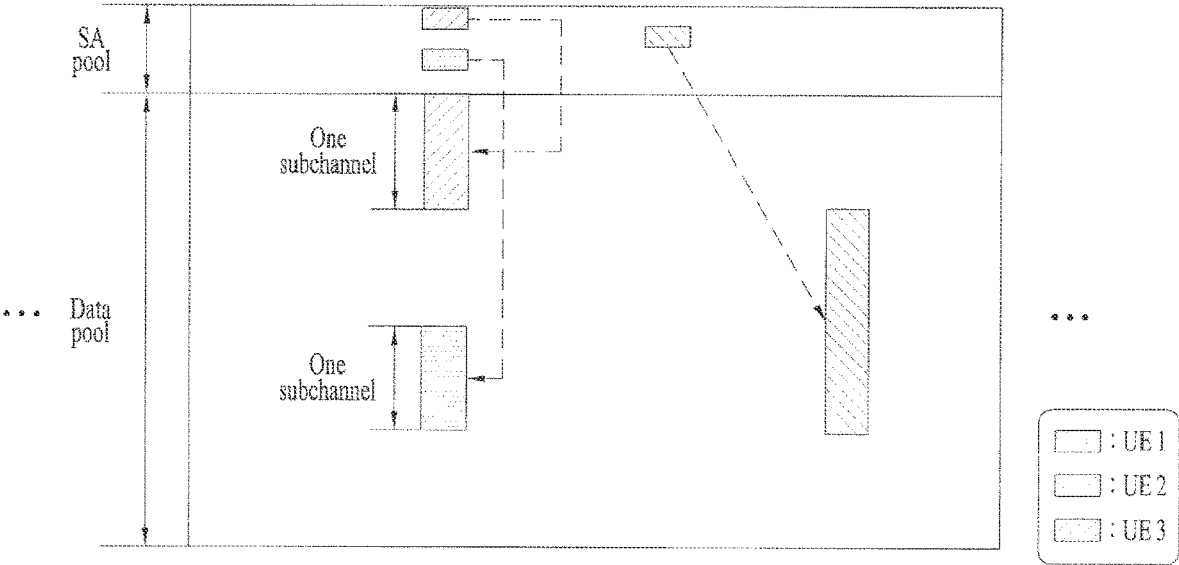 SA
pool
One
subchannel
...
Data
pool
One
subchannel
...
: UE 1
: UE 2
: UE 3